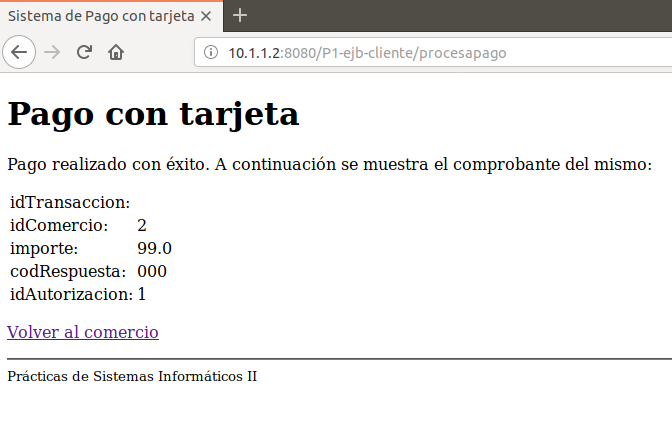 Sistema de Pago con tarjeta
10.1.1.2:8080/P1-ejb-cliente/procesapago
Pago con tarjeta
Pago realizado con éxito. A continuación se muestra el comprobante del mismo:
idTransaccion:
idComercio: 2
importe: 99.0
codRespuesta: 000
idAutorizacion: 1
Volver al comercio
Prácticas de Sistemas Informáticos II